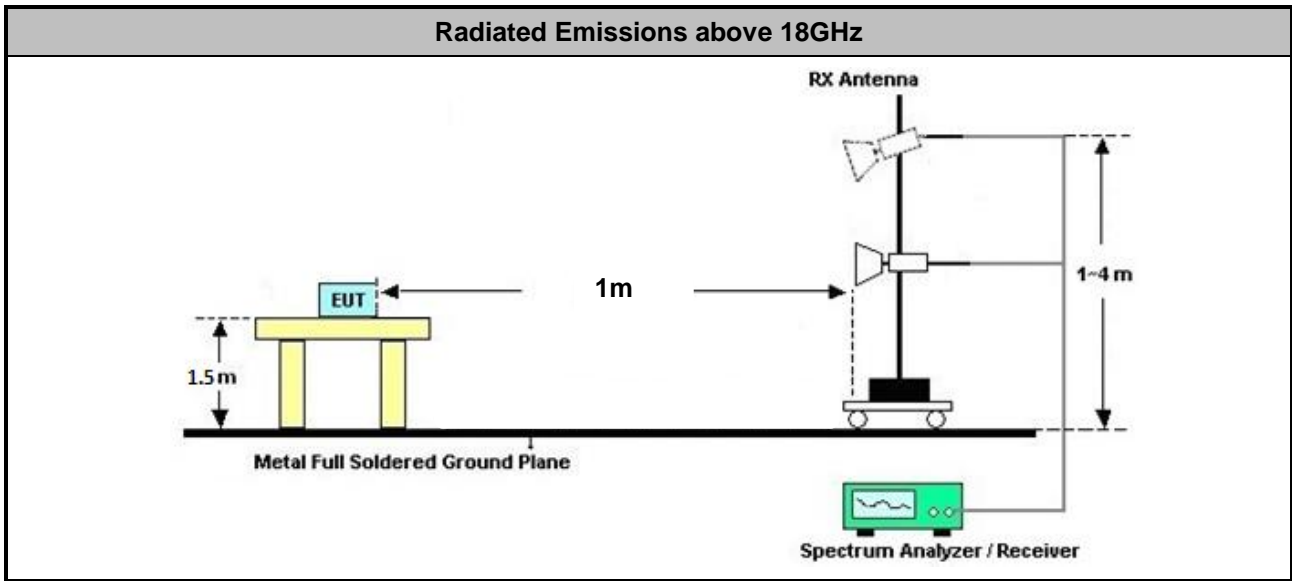 Radiated Emissions above 18GHz
RX Antenna
EUT
1m
1~4 m
1.5m
Metal Full Soldered Ground Plane
Spectrum Analyzer / Receiver